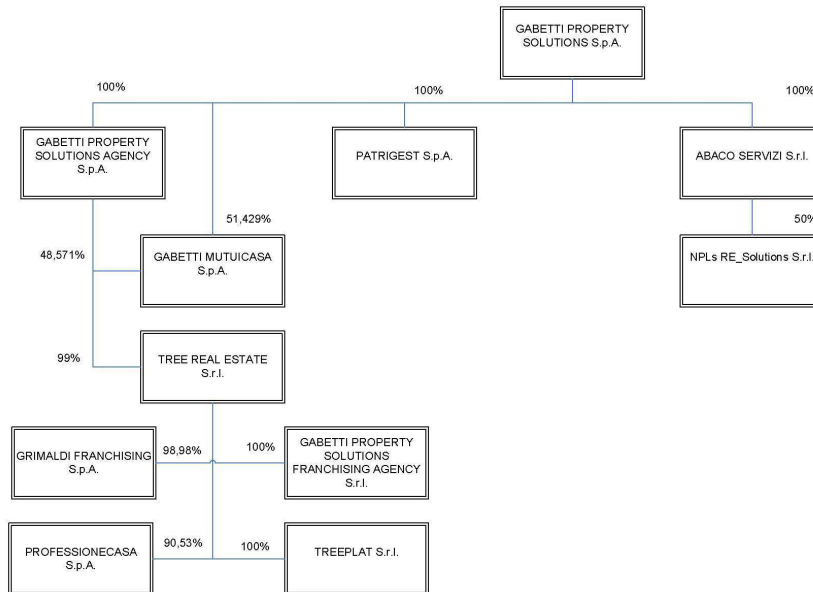 GABETTI PROPERTY
SOLUTIONS S.p.A.
100%
100%
100%
GABETTI PROPERTY
SOLUTIONS AGENCY
S.p.A.
PATRIGEST S.p.A.
ABACO SERVIZI S.r.l.
51,429%
50%
48,571%
GABETTI MUTUICASA
S.p.A.
NPLs RE_Solutions S.r.l.
99%
TREE REAL ESTATE
S.r.l.
GRIMALDI FRANCHISING
S.p.A.
98,98%
100%
GABETTI PROPERTY
SOLUTIONS
FRANCHISING AGENCY
S.r.l.
PROFESSIONECASA
S.p.A.
90,53%
100%
TREEPLAT S.r.l.